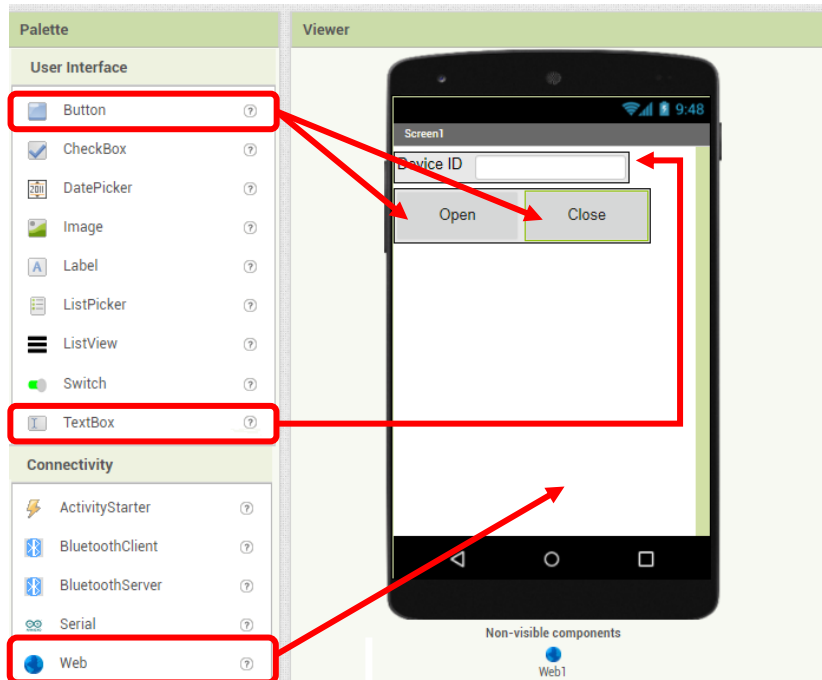 Palette
User Interface
Button
CheckBox
2011
DatePicker
Image
A
Label
ListPicker
ListView
Switch
I
TextBox
Connectivity
ActivityStarter
BluetoothClient
BluetoothServer
Serial
Web
?
?
?
?
?
?
?
?
?
?
?
?
?
?
Viewer
9:48
Screen1
Device ID
Open
Close
Non-visible components
Web1